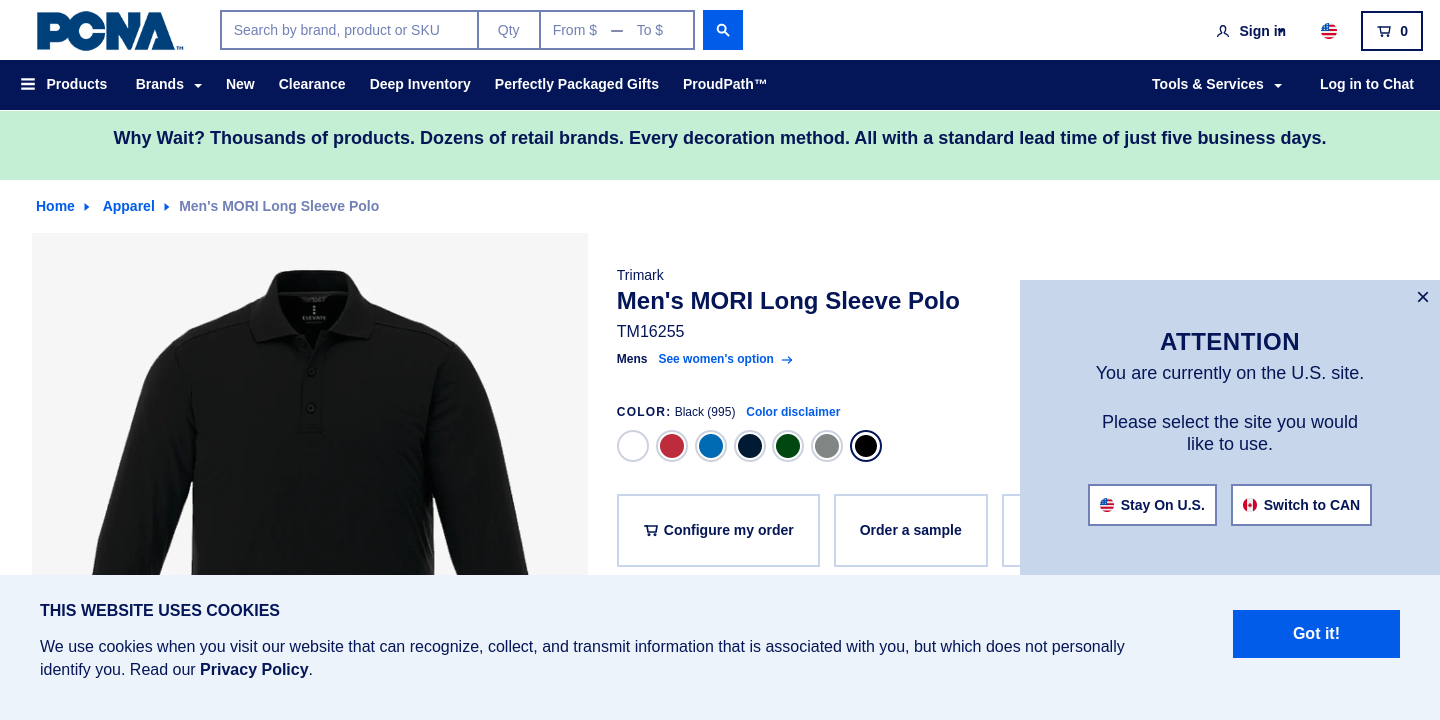 PCNA™
Search by brand, product or SKU
Qty
From $
To $
Sign in
0
Products
Brands
New
Clearance
Deep Inventory
Perfectly Packaged Gifts
ProudPath™
Tools & Services
Log in to Chat
Why Wait? Thousands of products. Dozens of retail brands. Every decoration method. All with a standard lead time of just five business days.
Home
Apparel
Men's MORI Long Sleeve Polo
ELEVATE
Trimark
Men's MORI Long Sleeve Polo
TM16255
Mens See women's option
COLOR: Black (995) Color disclaimer
Configure my order
Order a sample
ATTENTION
You are currently on the U.S. site.
Please select the site you would
like to use.
Stay On U.S.
Switch to CAN
THIS WEBSITE USES COOKIES
We use cookies when you visit our website that can recognize, collect, and transmit information that is associated with you, but which does not personally
identify you. Read our Privacy Policy.
Got it!